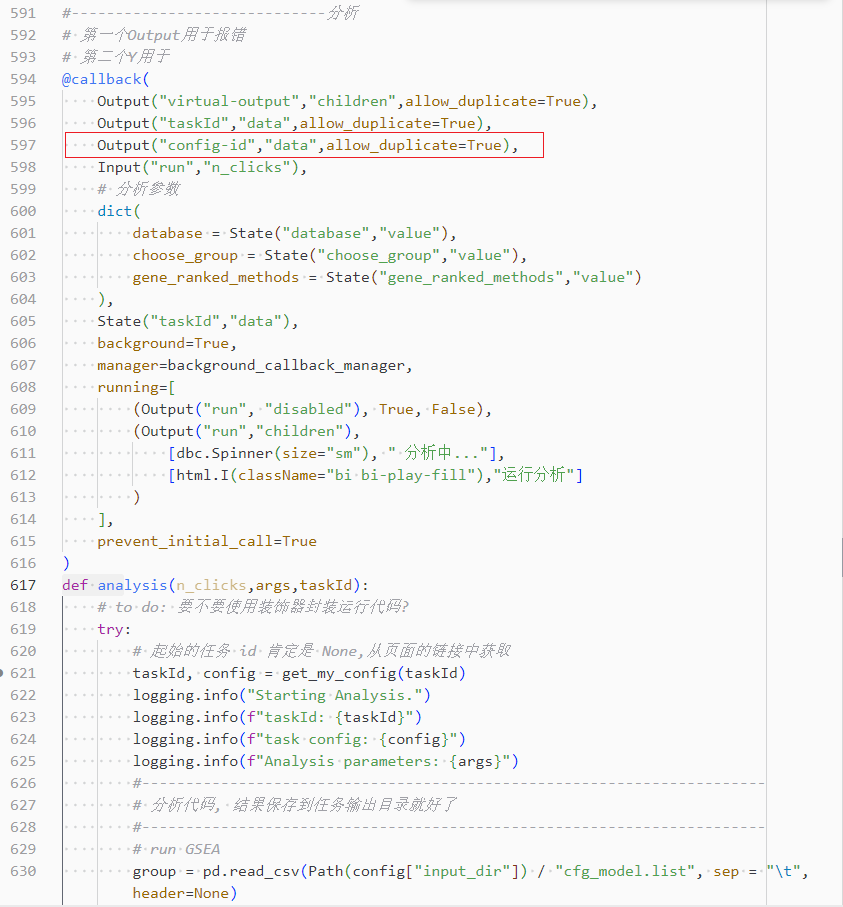 591 #-----------------------------分析
592 # 第一个Output用于报错
593 # 第二个Y用于
594 @callback(
595     Output("virtual-output","children",allow_duplicate=True),
596     Output("taskId","data",allow_duplicate=True),
597     Output("config-id","data",allow_duplicate=True),
598     Input("run","n_clicks"),
599     # 分析参数
600     dict(
601         database = State("database","value"),
602         choose_group = State("choose_group","value"),
603         gene_ranked_methods = State("gene_ranked_methods","value")
604     ),
605     State("taskId","data"),
606     background=True,
607     manager=background_callback_manager,
608     running=[
609         (Output("run", "disabled"), True, False),
610         (Output("run","children"),
611             [dbc.Spinner(size="sm"), " 分析中..."],
612             [html.I(className="bi bi-play-fill"),"运行分析"]
613         )
614     ],
615     prevent_initial_call=True
616 )
617 def analysis(n_clicks,args,taskId):
618     # to do: 要不要使用装饰器封装运行代码?
619     try:
620         # 起始的任务 id 肯定是 None,从页面的链接中获取
621         taskId, config = get_my_config(taskId)
622         logging.info("Starting Analysis.")
623         logging.info(f"taskId: {taskId}")
624         logging.info(f"task config: {config}")
625         logging.info(f"Analysis parameters: {args}")
626         #-----------------------------------------------------------------------
627         # 分析代码, 结果保存到任务输出目录就好了
628         #-----------------------------------------------------------------------
629         # run GSEA
630         group = pd.read_csv(Path(config["input_dir"]) / "cfg_model.list", sep = "\t",
        header=None)